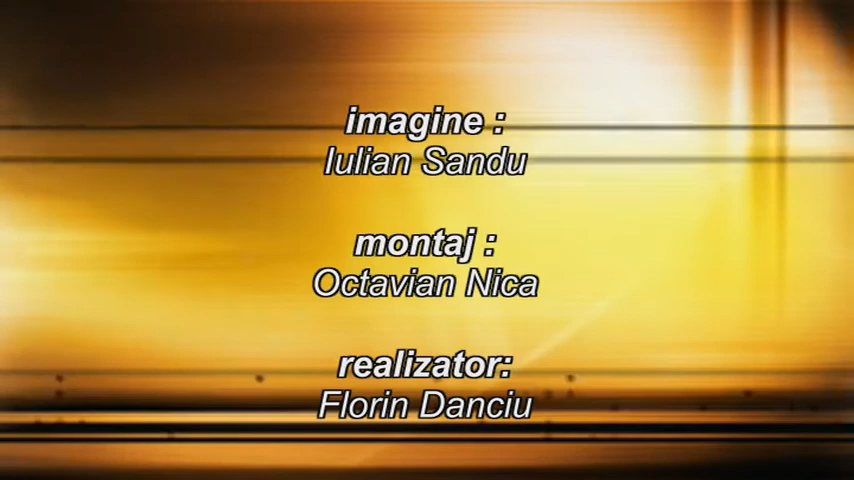 imagine :
Iulian Sandu
montaj :
Octavian Nica
realizator:
Florin Danciu